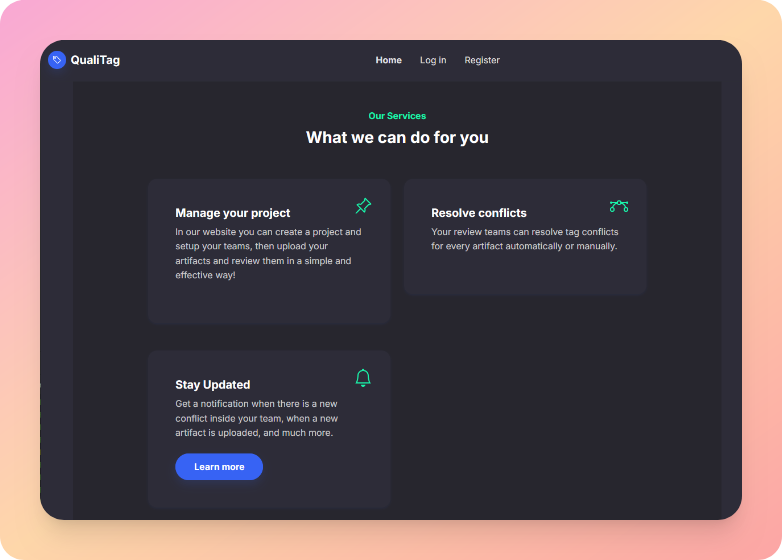 QualiTag
Home
Log In
Register
Our Services
What we can do for you
Manage your project
In our website you can create a project and
setup your teams, then upload your
artifacts and review them in a simple and
effective way!
Resolve conflicts
Your review teams can resolve tag conflicts
for every artifact automatically or manually.
Stay Updated
Get a notification when there is a new
conflict inside your team, when a new
artifact is uploaded, and much more.
Learn more